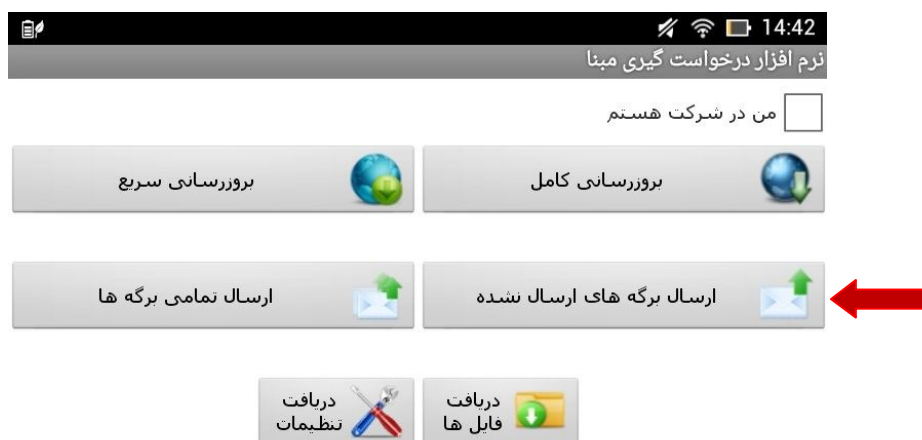 14:42
نرم افزار درخواست گیری مبنا
من در شرکت هستم
بروزرسانی کامل
بروزرسانی سریع
ارسال برگه های ارسال نشده
ارسال تمامی برگه ها
دریافت
فایل ها
دریافت
تنظیمات